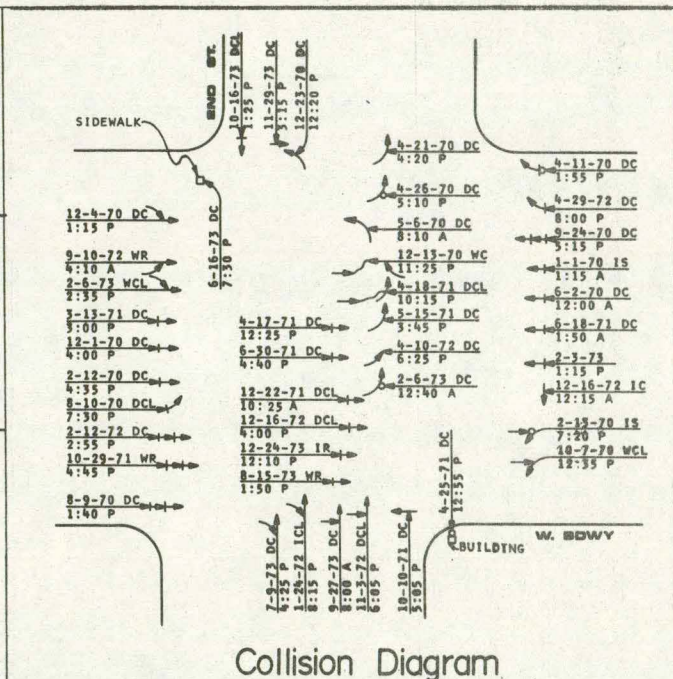 2ND ST.
10-16-73 DCL
1:25 P
11-29-73 DC
3:15 P
12-23-70 DC
12:20 P
SIDEWALK
6-16-73 DC
7:30 P
12-4-70 DC
1:15 P
9-10-72 WR
4:10 A
2-6-73 WCL
2:35 P
3-13-71 DC
3:00 P
12-1-70 DC
4:00 P
2-12-70 DC
4:35 P
8-10-70 DCL
7:30 P
2-12-72 DC
2:55 P
10-29-71 WR
4:45 P
8-9-70 DC
1:40 P
4-17-71 DC
12:25 P
6-30-71 DC
4:40 P
12-22-71 DCL
10:25 A
12-16-72 DCL
4:00 P
12-24-73 IR
12:10 P
8-15-73 WR
1:50 P
4-21-70 DC
4:20 P
4-26-70 DC
5:10 P
5-6-70 DC
8:10 A
12-13-70 WC
11:25 P
4-18-71 DCL
10:15 P
5-15-71 DC
3:45 P
4-10-72 DC
6:25 P
2-6-73 DC
12:40 A
4-11-70 DC
1:55 P
4-29-72 DC
8:00 P
9-24-70 DC
5:15 P
1-1-70 IS
1:15 A
6-2-70 DC
12:00 A
6-18-71 DC
1:50 A
2-3-73
1:15 P
12-16-72 IC
12:15 A
2-13-70 IS
7:20 P
10-7-70 WCL
12:35 P
4-25-71 DC
12:55 P
BUILDING
W. BDWY
7-9-73 DC
4:25 P
1-24-72 ICL
8:15 P
9-27-73 DC
8:00 A
11-3-72 DCL
6:05 P
10-10-71 DC
5:05 P
Collision Diagram